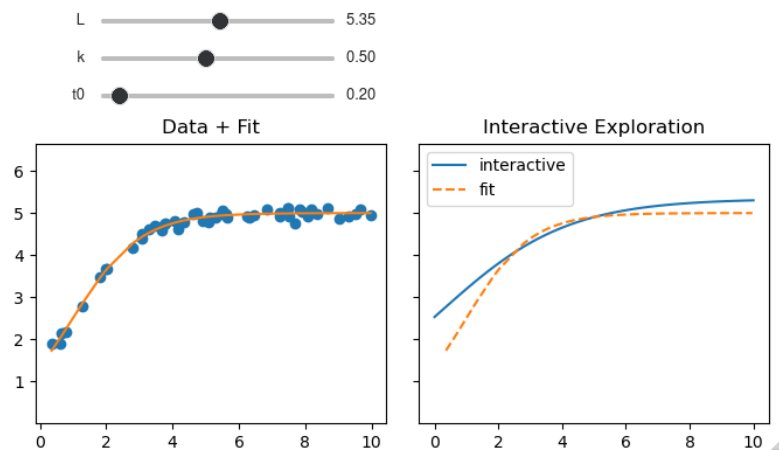 L 5.35
k 0.50
t0 0.20
Data + Fit
6
5
4
3
2
1
0 2 4 6 8 10
Interactive Exploration
interactive
fit
0 2 4 6 8 10